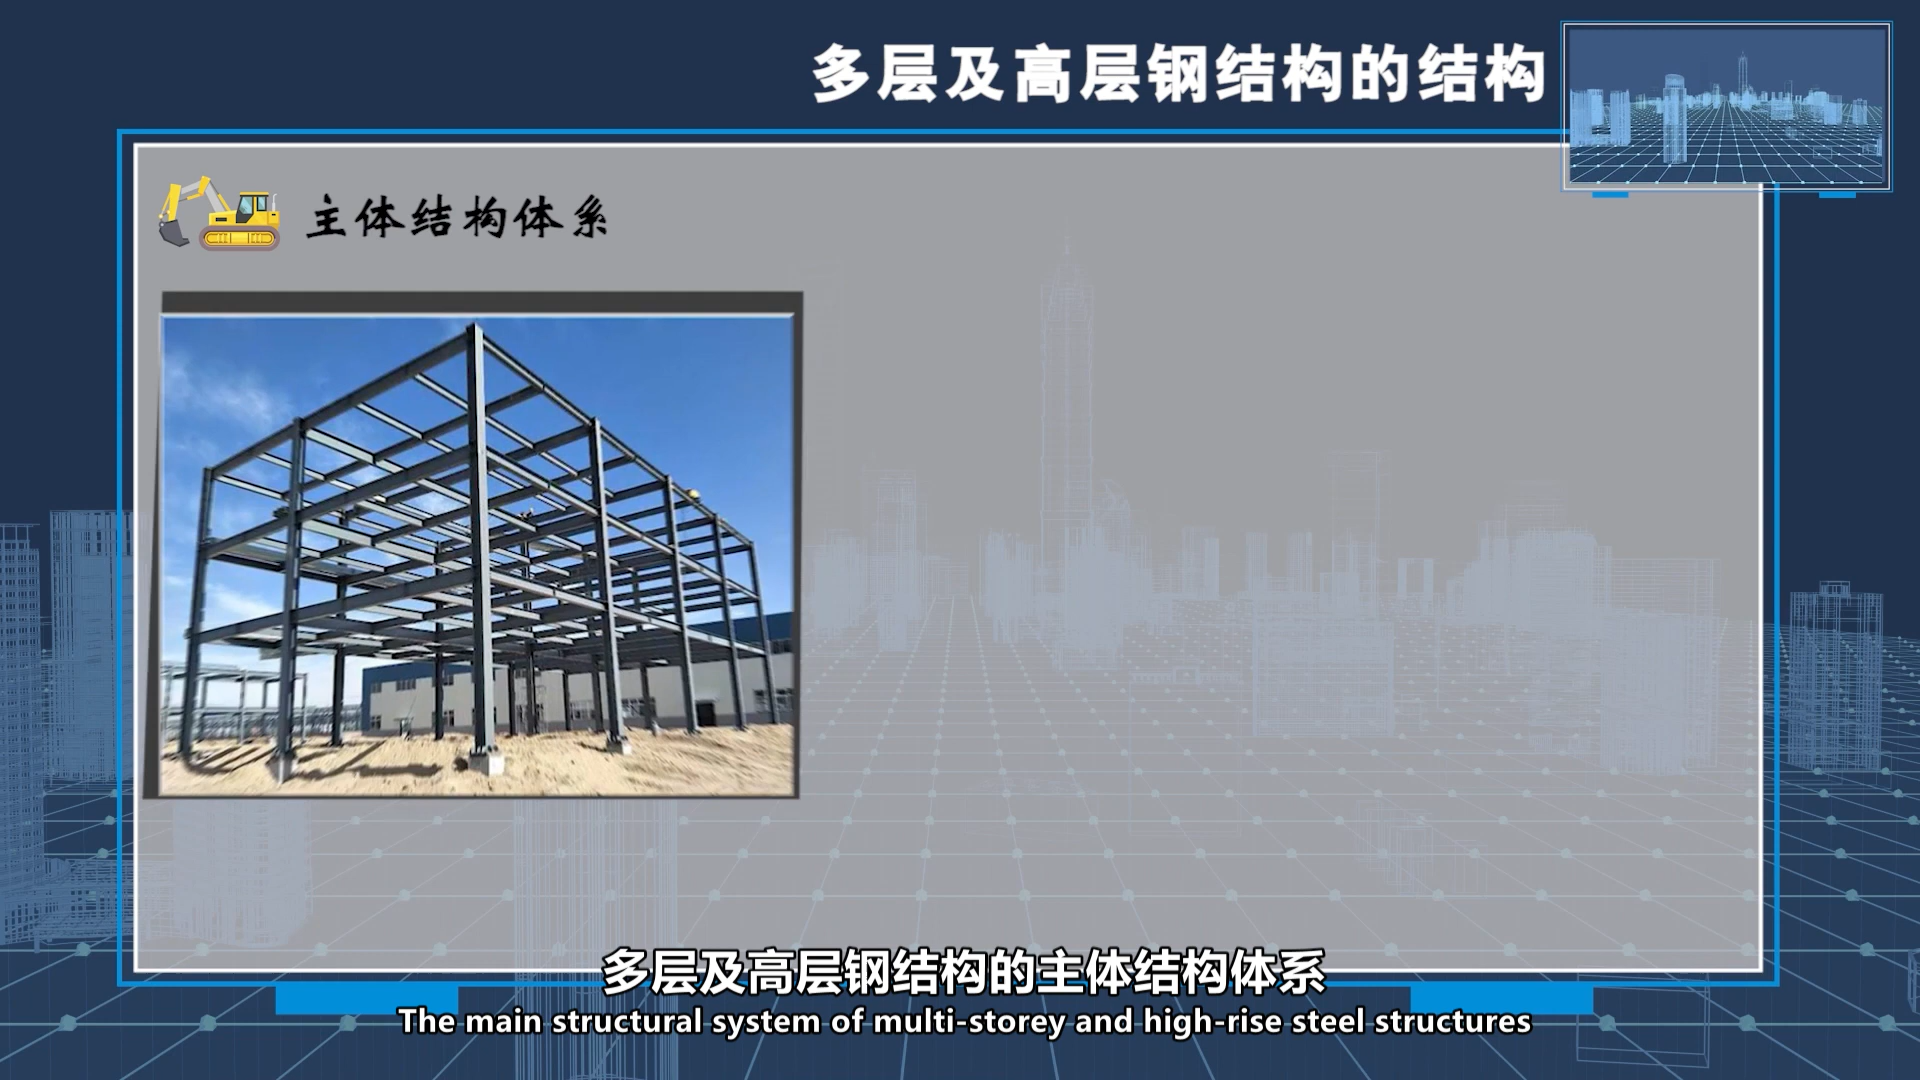 多层及高层钢结构的结构
主体结构体系
多层及高层钢结构的主体结构体系
The main structural system of multi-storey and high-rise steel structures